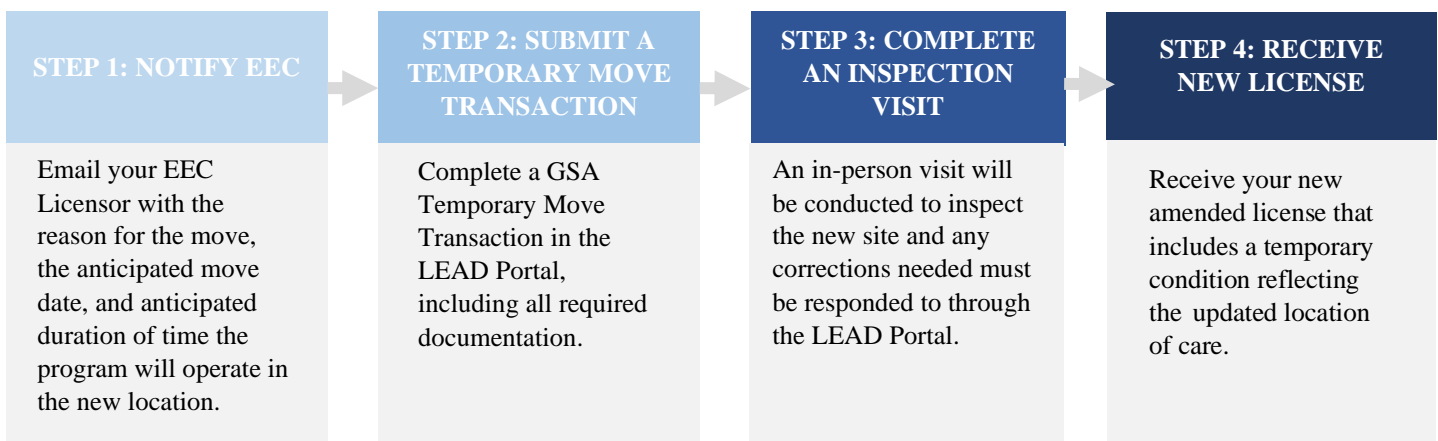 STEP 1: NOTIFY EEC
Email your EEC
Licensor with the
reason for the move,
the anticipated move
date, and anticipated
duration of time the
program will operate in
the new location.
STEP 2: SUBMIT A
TEMPORARY MOVE
TRANSACTION
Complete a GSA
Temporary Move
Transaction in the
LEAD Portal,
including all required
documentation.
STEP 3: COMPLETE
AN INSPECTION
VISIT
An in-person visit will
be conducted to inspect
the new site and any
corrections needed must
be responded to through
the LEAD Portal.
STEP 4: RECEIVE
NEW LICENSE
Receive your new
amended license that
includes a temporary
condition reflecting
the updated location
of care.